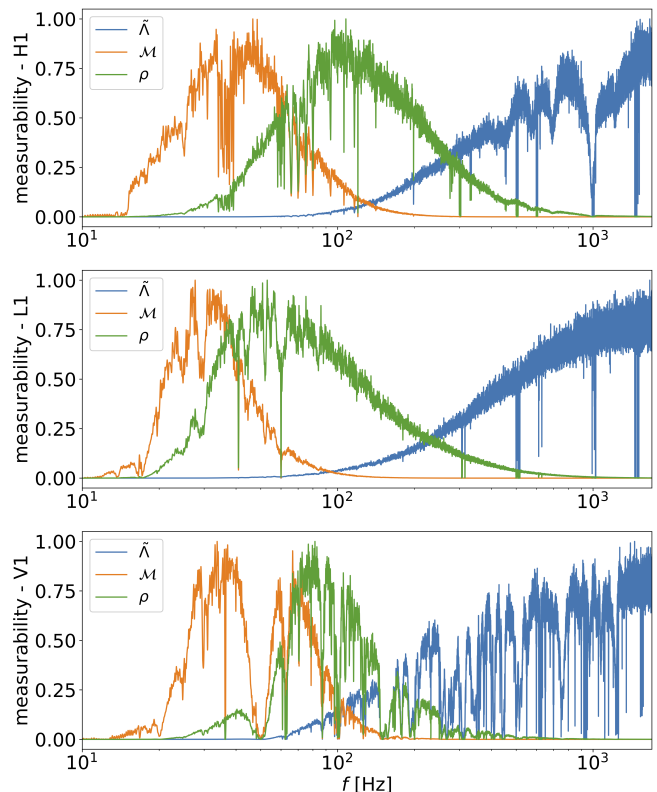 measurability - H1
1.00
0.75
0.50
0.25
0.00
Λ̃
ℳ
ρ
10¹
10²
10³
measurability - L1
1.00
0.75
0.50
0.25
0.00
Λ̃
ℳ
ρ
10¹
10²
10³
measurability - V1
1.00
0.75
0.50
0.25
0.00
Λ̃
ℳ
ρ
10¹
10²
10³
f [Hz]